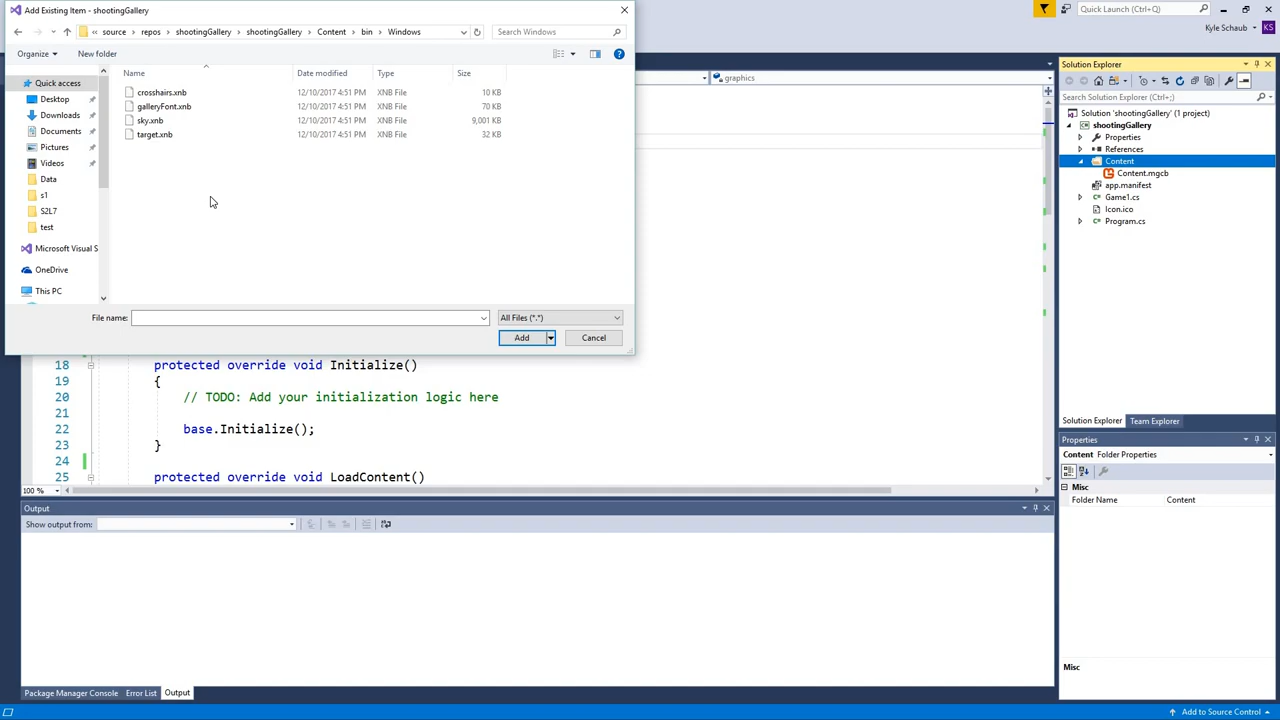 Add Existing Item - shootingGallery
Quick Launch (Ctrl+Q)
Kyle Schaub KS
« source › repos › shootingGallery › shootingGallery › Content › bin › Windows
Search Windows
Organize New folder
Name Date modified Type Size
crosshairs.xnb 12/10/2017 4:51 PM XNB File 10 KB
galleryFont.xnb 12/10/2017 4:51 PM XNB File 70 KB
sky.xnb 12/10/2017 4:51 PM XNB File 9,001 KB
target.xnb 12/10/2017 4:51 PM XNB File 32 KB
Quick access
Desktop
Downloads
Documents
Pictures
Videos
Data
s1
S2L7
test
Microsoft Visual S
OneDrive
This PC
File name:
All Files (*.*)
Add Cancel
graphics
18 protected override void Initialize()
19 {
20 // TODO: Add your initialization logic here
21
22 base.Initialize();
23 }
24
25 protected override void LoadContent()
100 %
Output
Show output from:
Package Manager Console Error List Output
Solution Explorer
Search Solution Explorer (Ctrl+;)
Solution 'shootingGallery' (1 project)
shootingGallery
Properties
References
Content
Content.mgcb
app.manifest
Game1.cs
Icon.ico
Program.cs
Solution Explorer Team Explorer
Properties
Content Folder Properties
Misc
Folder Name Content
Misc
Add to Source Control